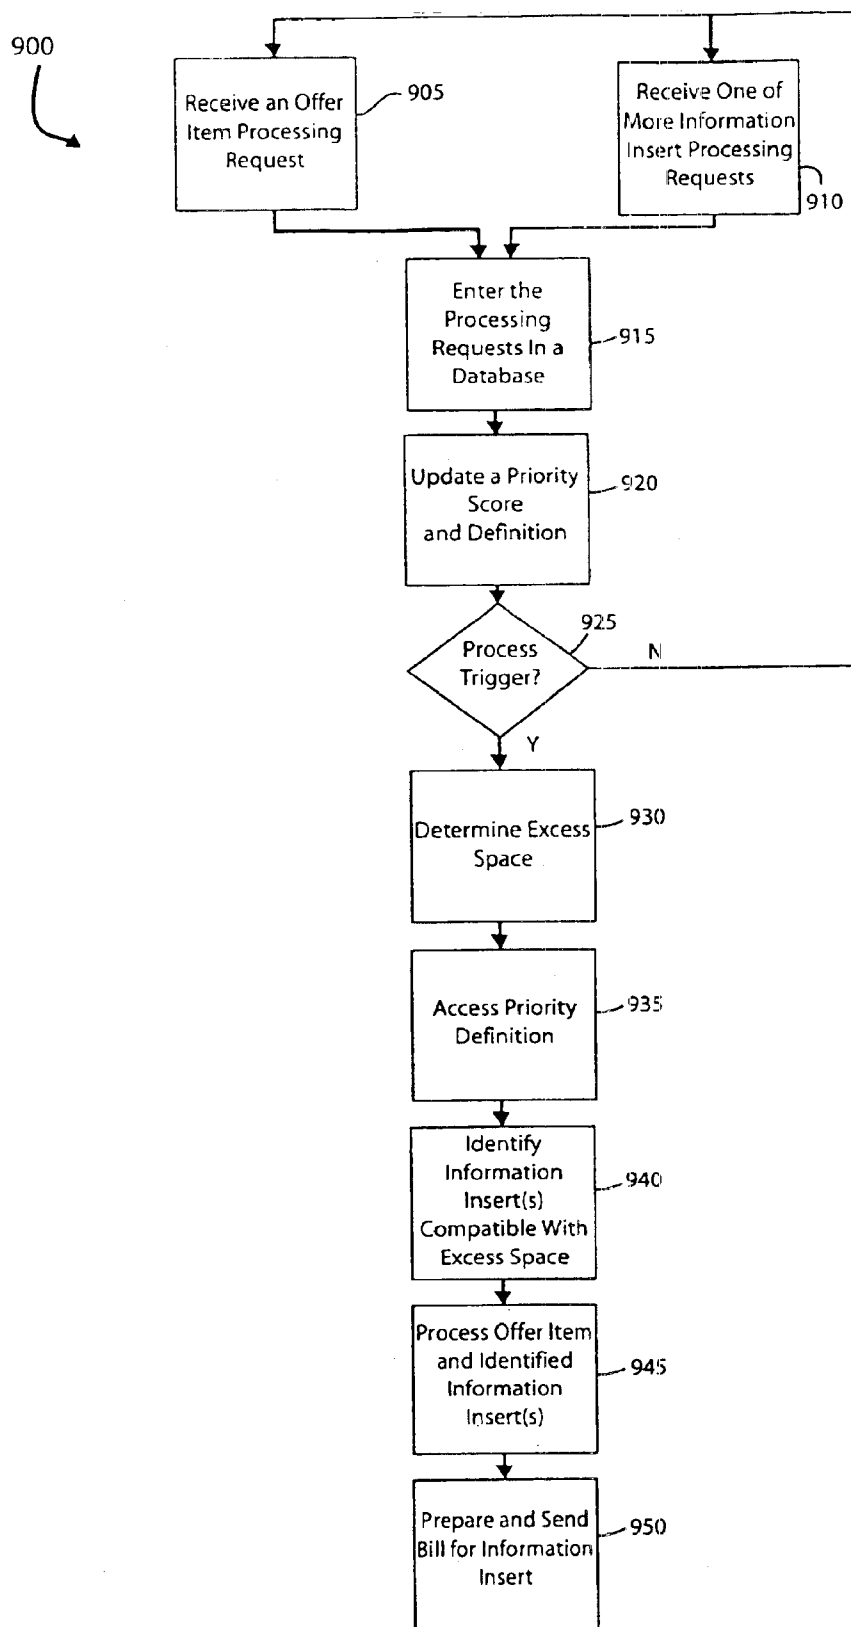 900
Receive an Offer
Item Processing
Request
905
Receive One of
More Information
Insert Processing
Requests
910
Enter the
Processing
Requests In a
Database
915
Update a Priority
Score
and Definition
920
Process
Trigger?
925
N
Y
Determine Excess
Space
930
Access Priority
Definition
935
Identify
Information
Insert(s)
Compatible With
Excess Space
940
Process Offer Item
and Identified
Information
Insert(s)
945
Prepare and Send
Bill for Information
Insert
950